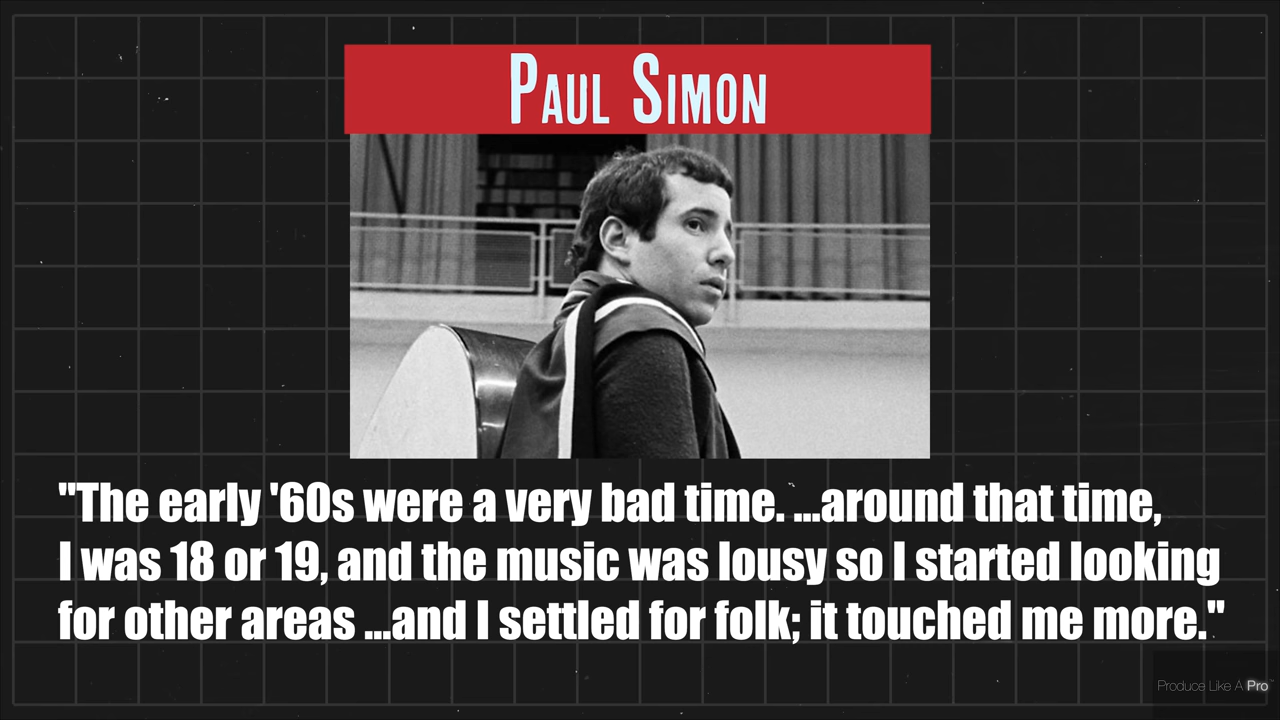 Paul Simon
"The early '60s were a very bad time. ...around that time,
I was 18 or 19, and the music was lousy so I started looking
for other areas ...and I settled for folk; it touched me more."
Produce Like A Pro